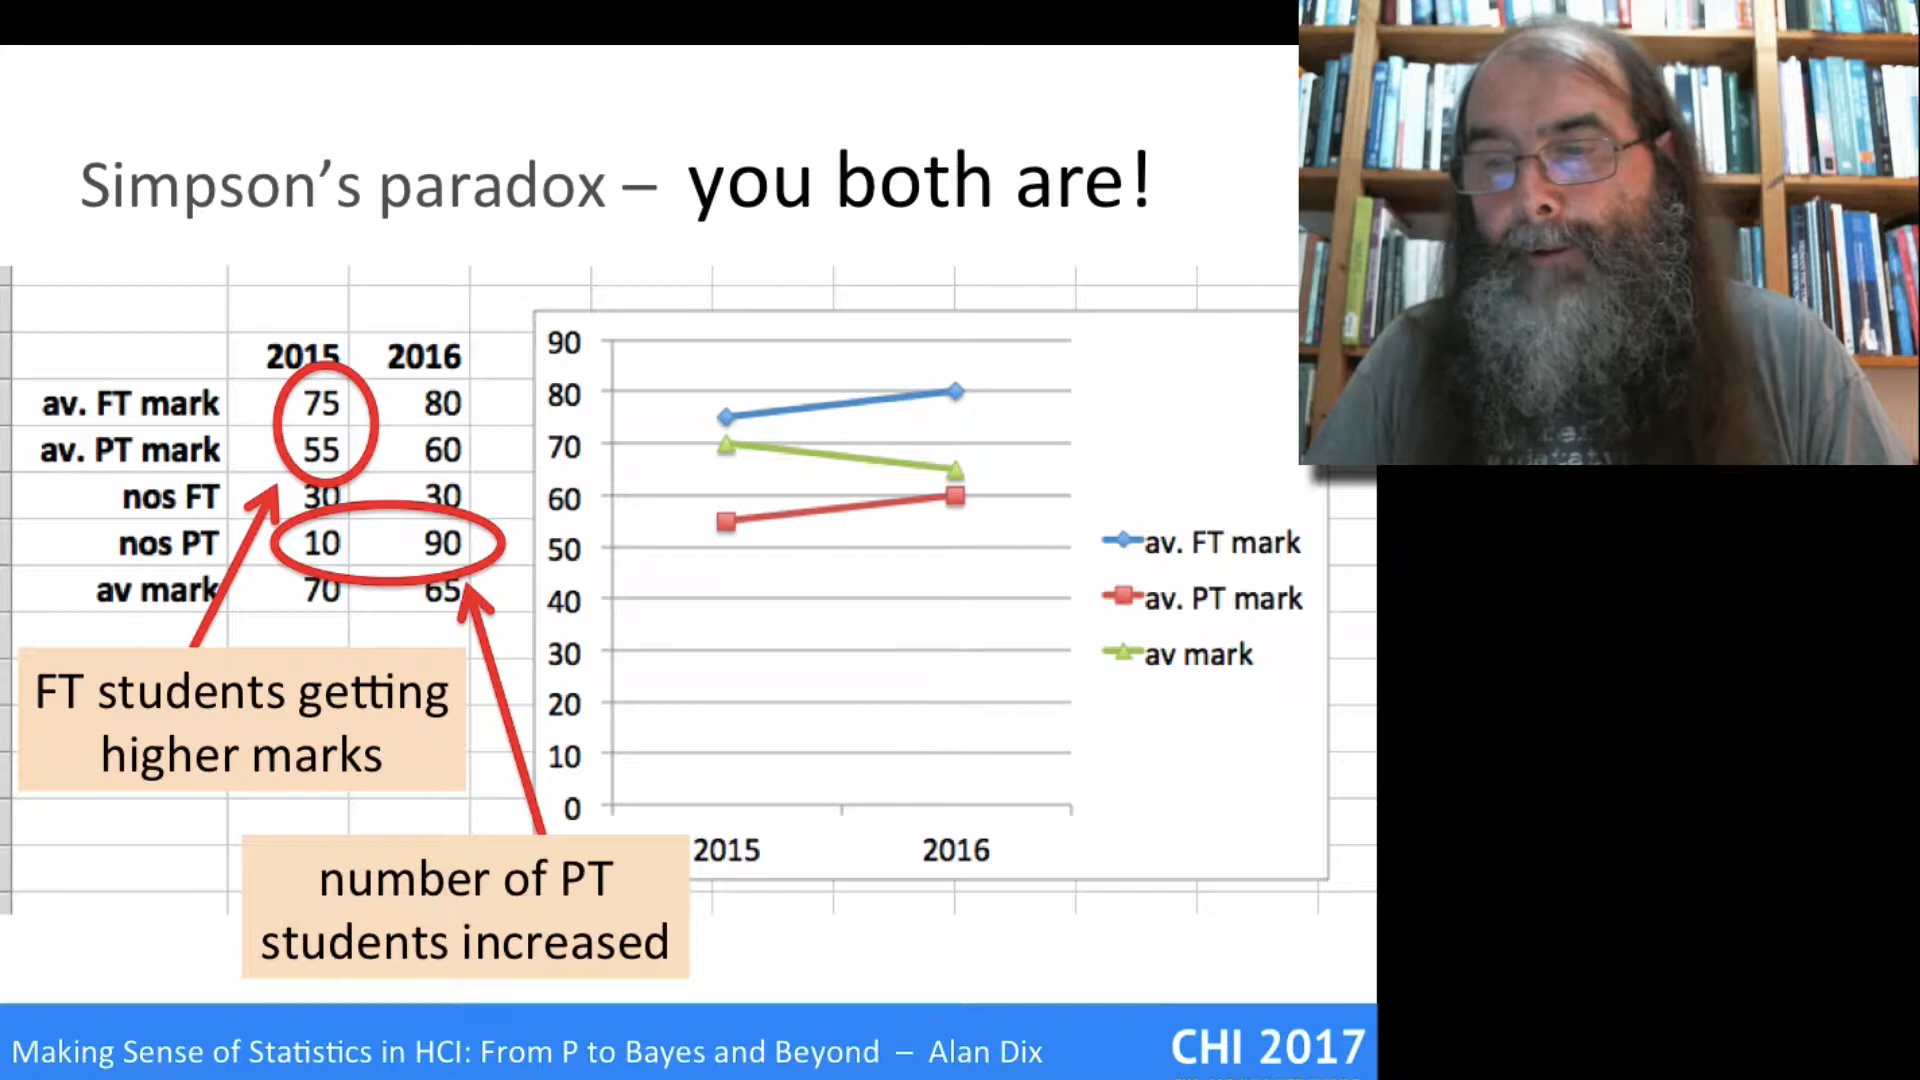 Simpson's paradox – you both are!
2015 2016
av. FT mark 75 80
av. PT mark 55 60
nos FT 30 30
nos PT 10 90
av mark 70 65
FT students getting
higher marks
number of PT
students increased
90
80
70
60
50
40
30
20
10
0
2015 2016
av. FT mark
av. PT mark
av mark
Making Sense of Statistics in HCI: From P to Bayes and Beyond – Alan Dix
CHI 2017